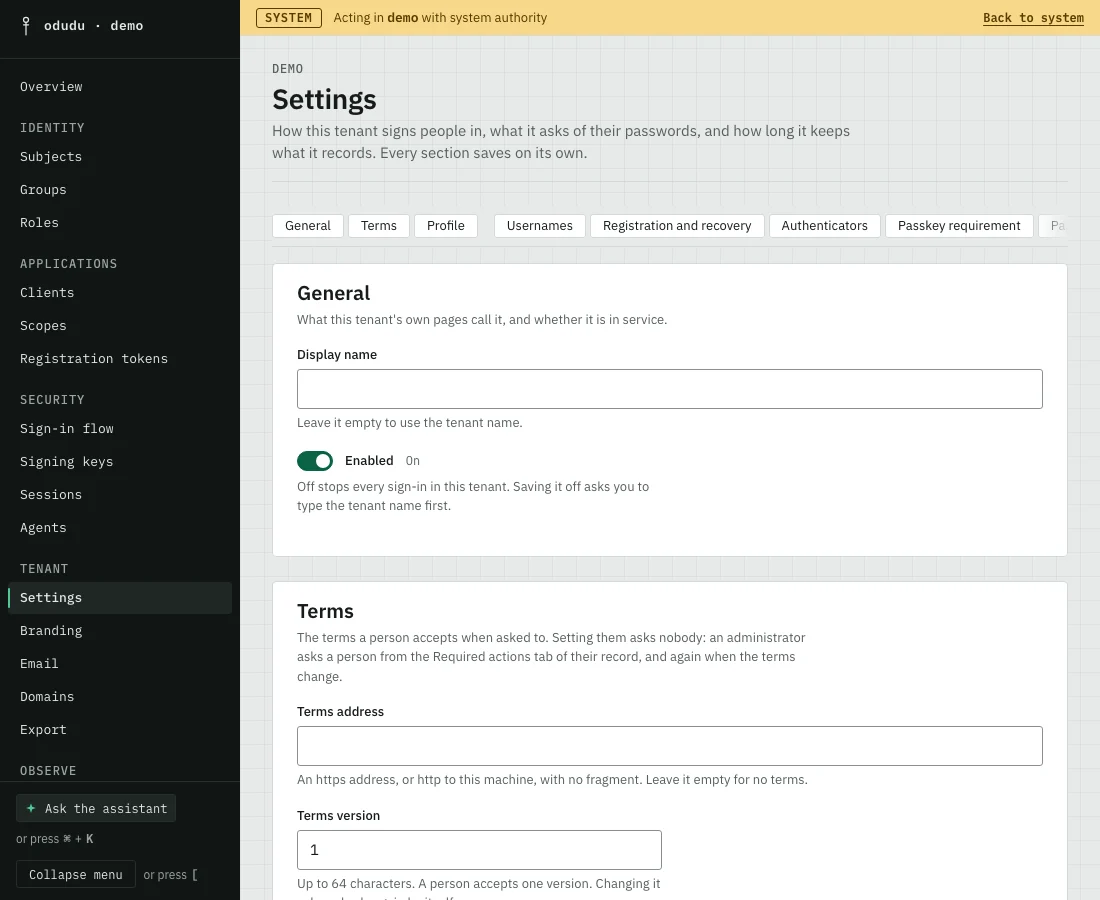 odudu · demo
Overview
IDENTITY
Subjects
Groups
Roles
APPLICATIONS
Clients
Scopes
Registration tokens
SECURITY
Sign-in flow
Signing keys
Sessions
Agents
TENANT
Settings
Branding
Email
Domains
Export
OBSERVE
Ask the assistant
or press ⌘ + K
Collapse menu or press [
SYSTEM Acting in demo with system authority Back to system
DEMO
Settings
How this tenant signs people in, what it asks of their passwords, and how long it keeps
what it records. Every section saves on its own.
General Terms Profile Usernames Registration and recovery Authenticators Passkey requirement
General
What this tenant's own pages call it, and whether it is in service.
Display name
Leave it empty to use the tenant name.
Enabled On
Off stops every sign-in in this tenant. Saving it off asks you to
type the tenant name first.
Terms
The terms a person accepts when asked to. Setting them asks nobody: an administrator
asks a person from the Required actions tab of their record, and again when the terms
change.
Terms address
An https address, or http to this machine, with no fragment. Leave it empty for no terms.
Terms version
1
Up to 64 characters. A person accepts one version. Changing it